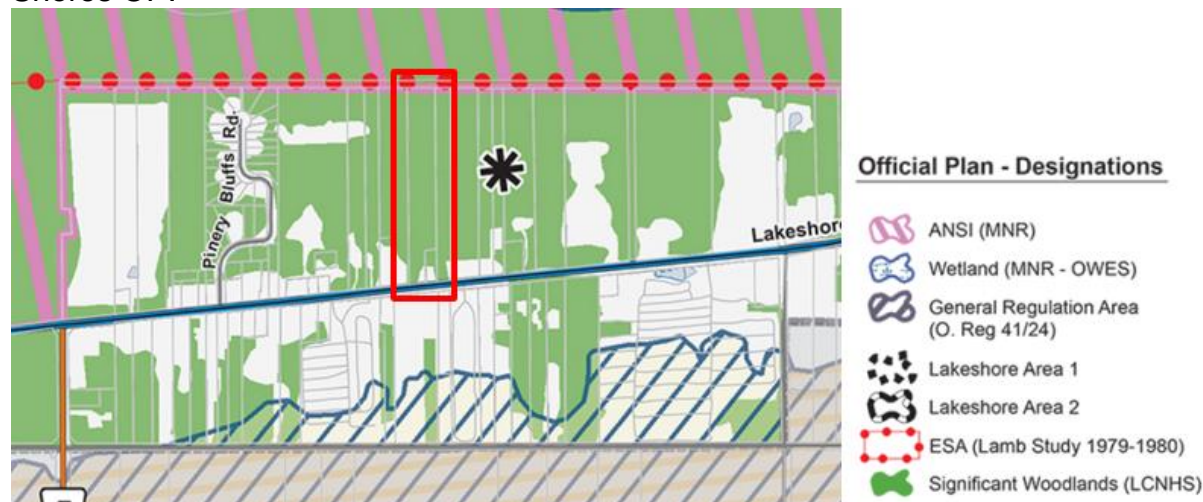 Pinery Bluffs Rd.
Lakeshore
Official Plan - Designations
ANSI (MNR)
Wetland (MNR - OWES)
General Regulation Area
(O. Reg 41/24)
Lakeshore Area 1
Lakeshore Area 2
ESA (Lamb Study 1979-1980)
Significant Woodlands (LCNHS)